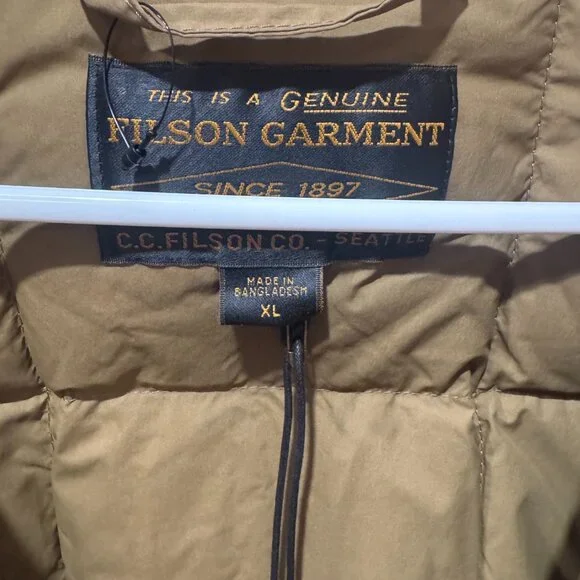 THIS IS A GENUINE
FILSON GARMENT
SINCE 1897
C.C. FILSON CO. - SEATTLE
MADE IN
BANGLADESH
XL